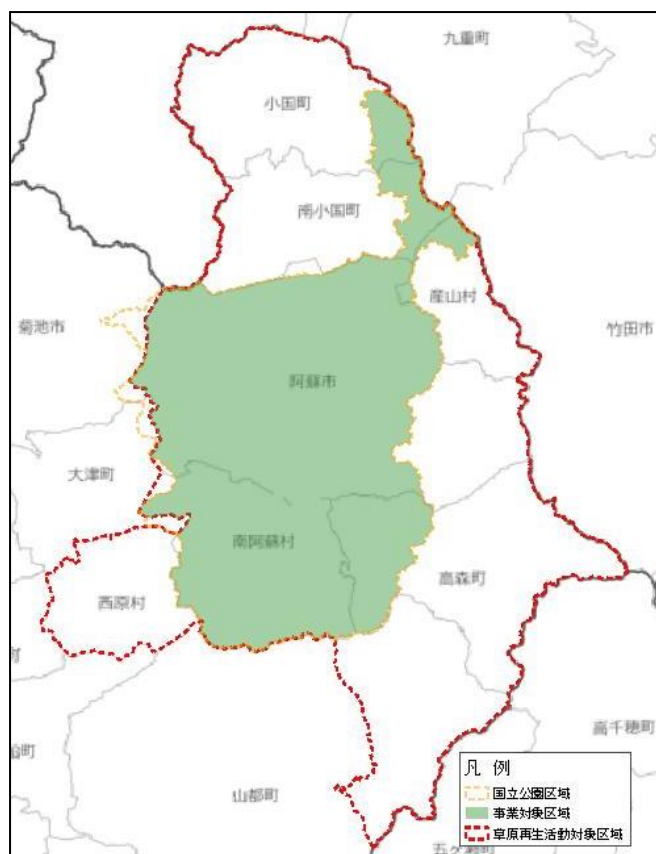 九重町
小国町
南小国町
産山村
菊池市
竹田市
阿蘇市
大津町
南阿蘇村
高森町
西原村
高千穂町
山都町
凡 例
国立公園区域
事業対象区域
草原再生活動対象区域